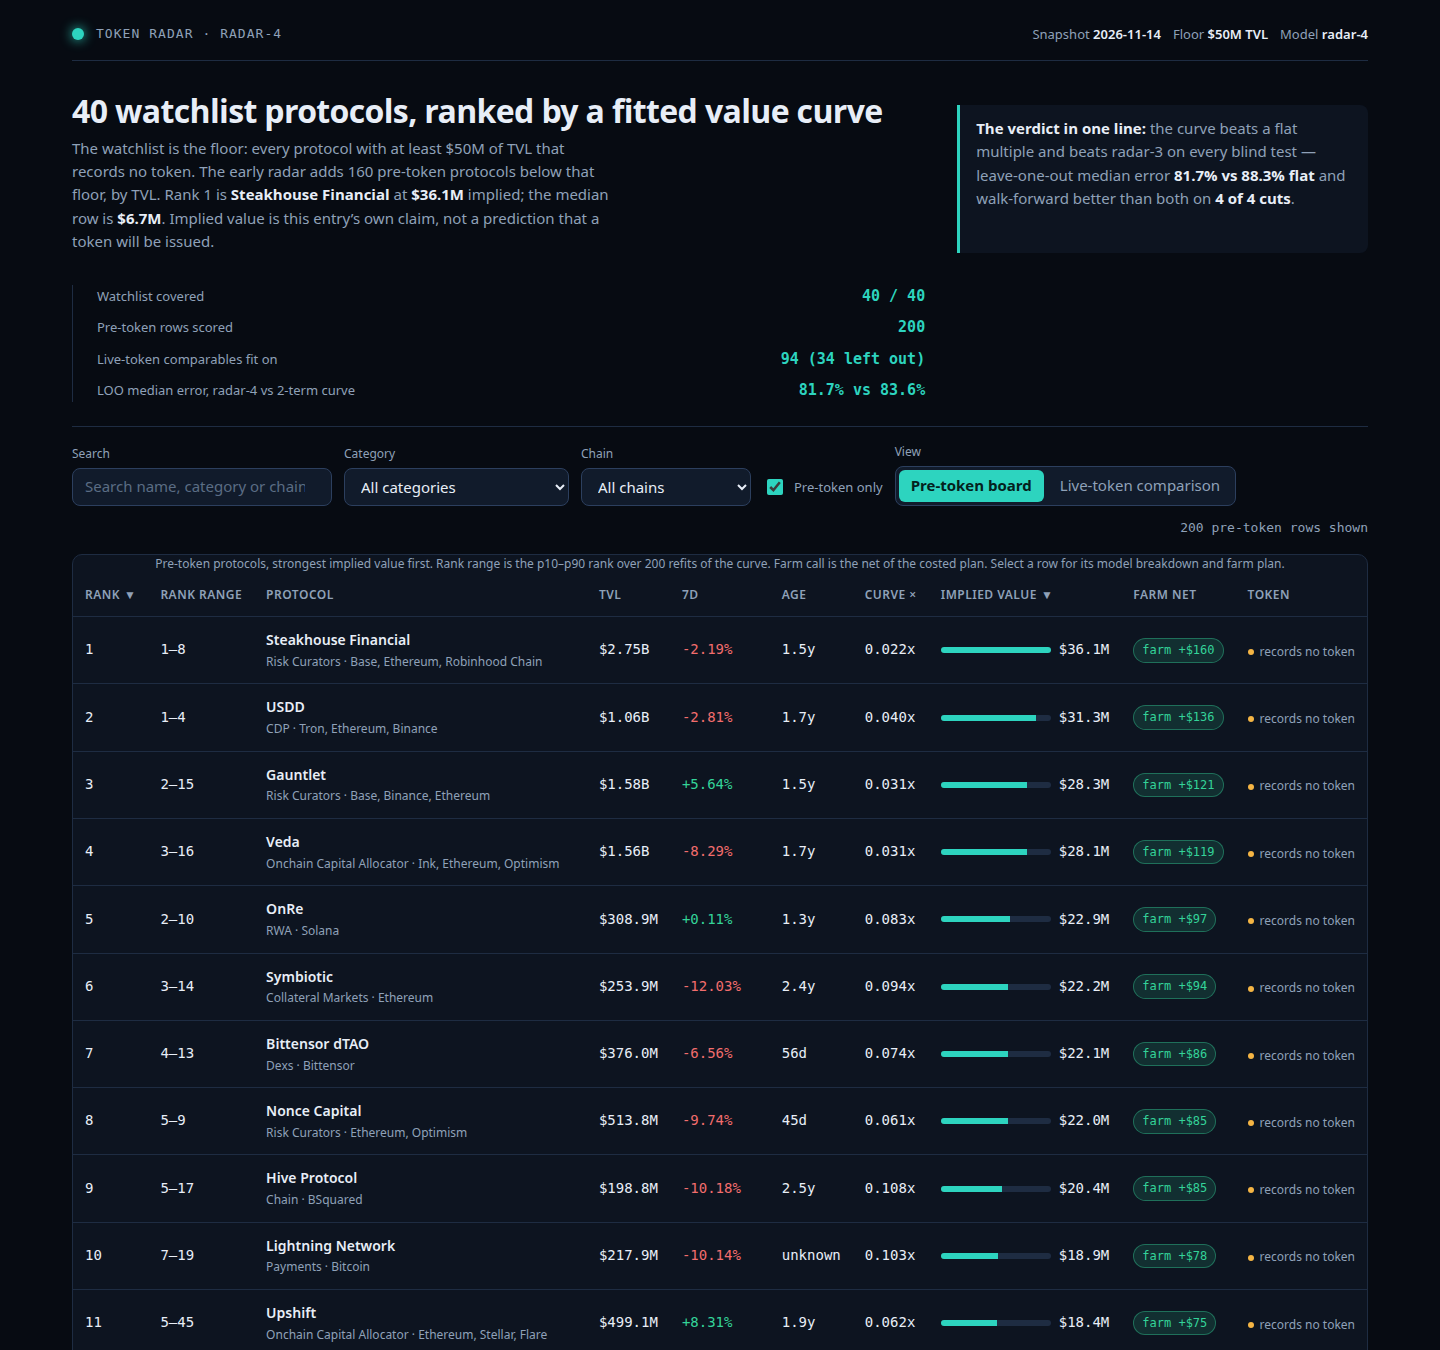 TOKEN RADAR · RADAR-4
Snapshot 2026-11-14 Floor $50M TVL Model radar-4
40 watchlist protocols, ranked by a fitted value curve
The watchlist is the floor: every protocol with at least $50M of TVL that
records no token. The early radar adds 160 pre-token protocols below that
floor, by TVL. Rank 1 is Steakhouse Financial at $36.1M implied; the median
row is $6.7M. Implied value is this entry's own claim, not a prediction that a
token will be issued.
The verdict in one line: the curve beats a flat
multiple and beats radar-3 on every blind test —
leave-one-out median error 81.7% vs 88.3% flat and
walk-forward better than both on 4 of 4 cuts.
Watchlist covered 40 / 40
Pre-token rows scored 200
Live-token comparables fit on 94 (34 left out)
LOO median error, radar-4 vs 2-term curve 81.7% vs 83.6%
Search Category Chain View
Search name, category or chain All categories All chains Pre-token only Pre-token board Live-token comparison
200 pre-token rows shown
Pre-token protocols, strongest implied value first. Rank range is the p10–p90 rank over 200 refits of the curve. Farm call is the net of the costed plan. Select a row for its model breakdown and farm plan.
RANK ▼ RANK RANGE PROTOCOL TVL 7D AGE CURVE × IMPLIED VALUE ▼ FARM NET TOKEN
1 1–8 Steakhouse Financial $2.75B -2.19% 1.5y 0.022x $36.1M farm +$160 records no token
Risk Curators · Base, Ethereum, Robinhood Chain
2 1–4 USDD $1.06B -2.81% 1.7y 0.040x $31.3M farm +$136 records no token
CDP · Tron, Ethereum, Binance
3 2–15 Gauntlet $1.58B +5.64% 1.5y 0.031x $28.3M farm +$121 records no token
Risk Curators · Base, Binance, Ethereum
4 3–16 Veda $1.56B -8.29% 1.7y 0.031x $28.1M farm +$119 records no token
Onchain Capital Allocator · Ink, Ethereum, Optimism
5 2–10 OnRe $308.9M +0.11% 1.3y 0.083x $22.9M farm +$97 records no token
RWA · Solana
6 3–14 Symbiotic $253.9M -12.03% 2.4y 0.094x $22.2M farm +$94 records no token
Collateral Markets · Ethereum
7 4–13 Bittensor dTAO $376.0M -6.56% 56d 0.074x $22.1M farm +$86 records no token
Dexs · Bittensor
8 5–9 Nonce Capital $513.8M -9.74% 45d 0.061x $22.0M farm +$85 records no token
Risk Curators · Ethereum, Optimism
9 5–17 Hive Protocol $198.8M -10.18% 2.5y 0.108x $20.4M farm +$85 records no token
Chain · BSquared
10 7–19 Lightning Network $217.9M -10.14% unknown 0.103x $18.9M farm +$78 records no token
Payments · Bitcoin
11 5–45 Upshift $499.1M +8.31% 1.9y 0.062x $18.4M farm +$75 records no token
Onchain Capital Allocator · Ethereum, Stellar, Flare